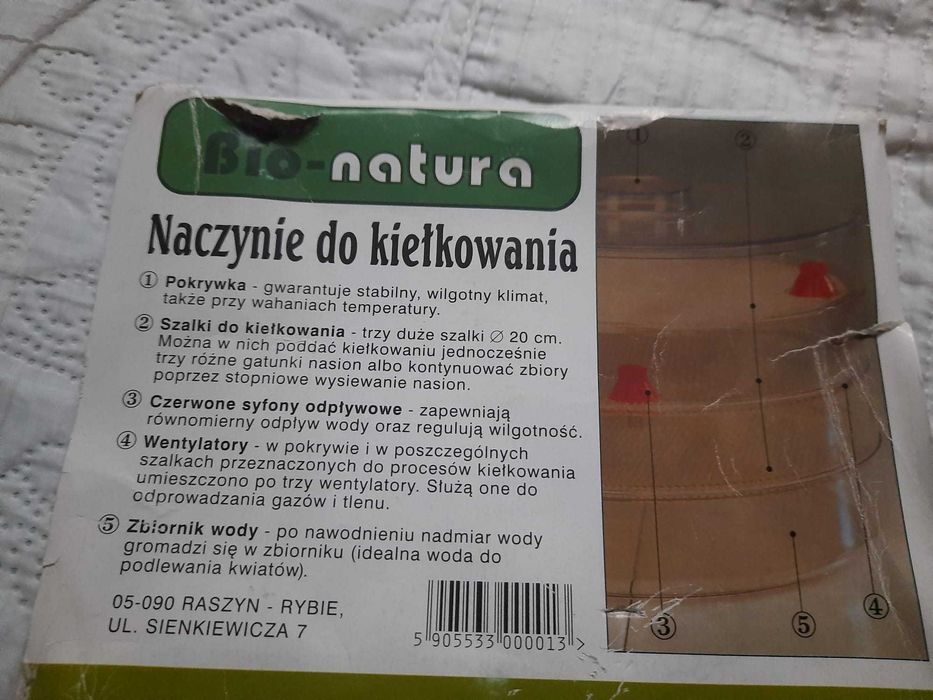 Bio-natura
Naczynie do kiełkowania
① Pokrywka - gwarantuje stabilny, wilgotny klimat,
także przy wahaniach temperatury.
② Szalki do kiełkowania - trzy duże szalki ∅ 20 cm.
Można w nich poddać kiełkowaniu jednocześnie
trzy różne gatunki nasion albo kontynuować zbiory
poprzez stopniowe wysiewanie nasion.
③ Czerwone syfony odpływowe - zapewniają
równomierny odpływ wody oraz regulują wilgotność.
④ Wentylatory - w pokrywie i w poszczególnych
szalkach przeznaczonych do procesów kiełkowania
umieszczono po trzy wentylatory. Służą one do
odprowadzania gazów i tlenu.
⑤ Zbiornik wody - po nawodnieniu nadmiar wody
gromadzi się w zbiorniku (idealna woda do
podlewania kwiatów).
05-090 RASZYN - RYBIE,
UL. SIENKIEWICZA 7
5 905533 000013 >
① ②
③ ⑤ ④